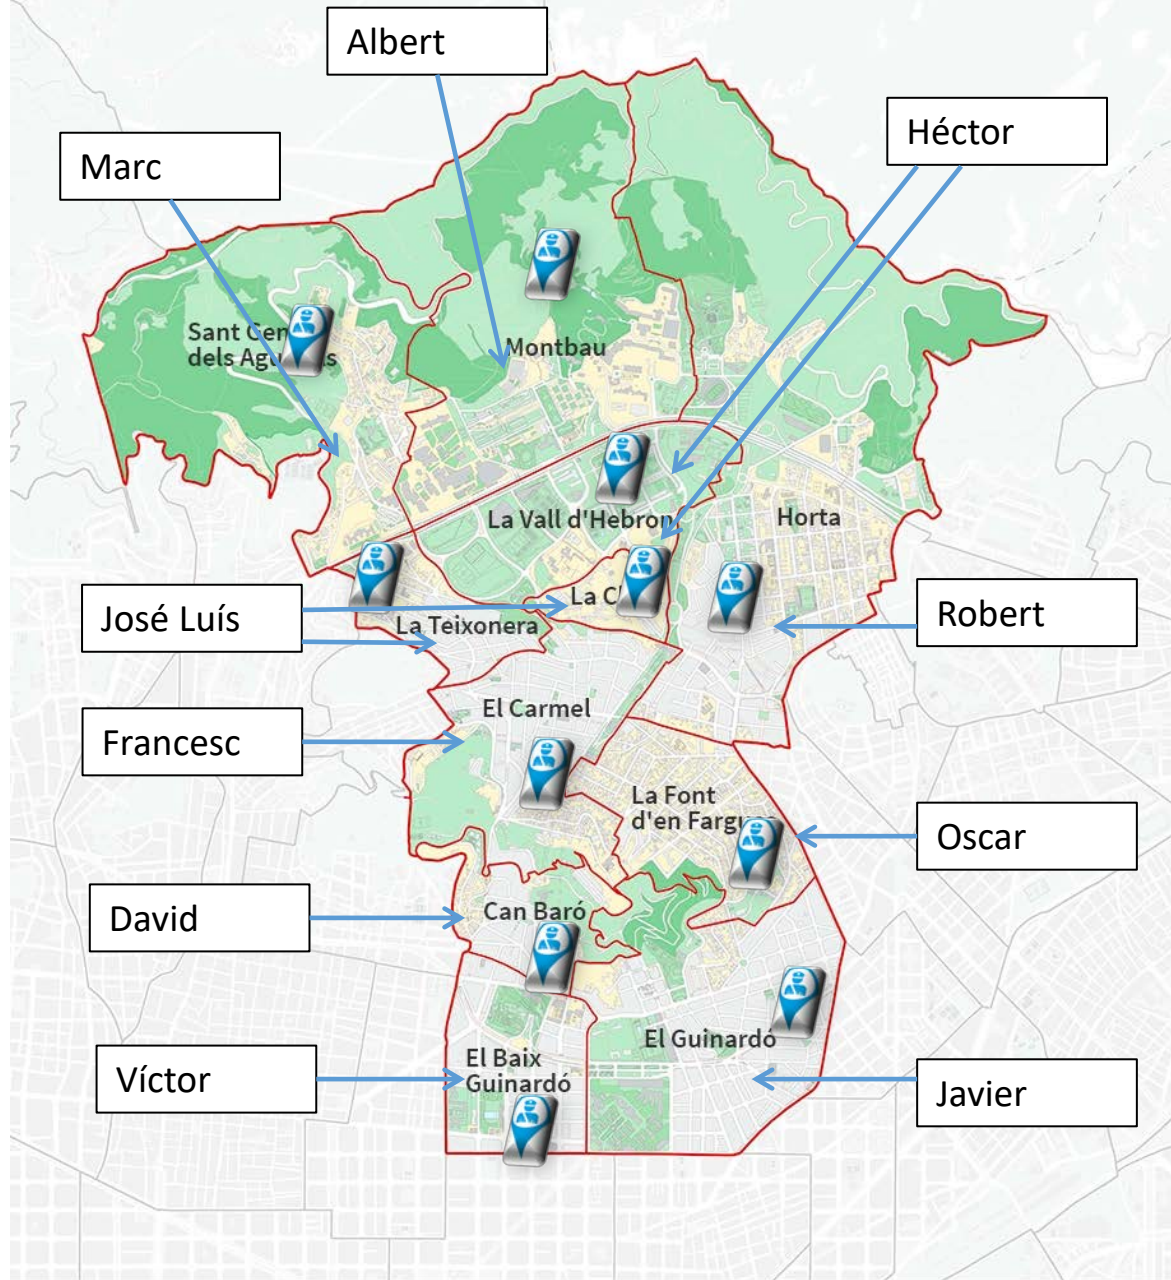 Albert
Héctor
Marc
Sant Gen
dels Ag
Montbau
La Vall d'Hebron
Horta
José Luís
La C
La Teixonera
Robert
El Carmel
Francesc
La Font
d'en Fargu
Oscar
David
Can Baró
El Guinardó
El Baix
Guinardó
Víctor
Javier